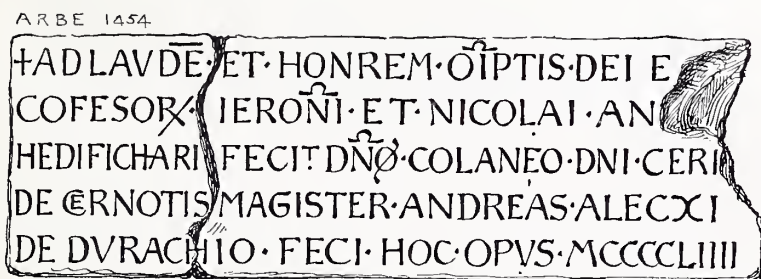 ARBE 1454
+AD LAVDE·ET·HONREM·OIPTIS·DEI E
COFESOR·IERONI·ET·NICOLAI·AN
HEDIFICHARI FECIT DNO·COLANEO·DNI·CERI
DE CERNOTIS MAGISTER·ANDREAS·ALECXI
DE DVRACHIO·FECI·HOC·OPVS·MCCCCLIIII